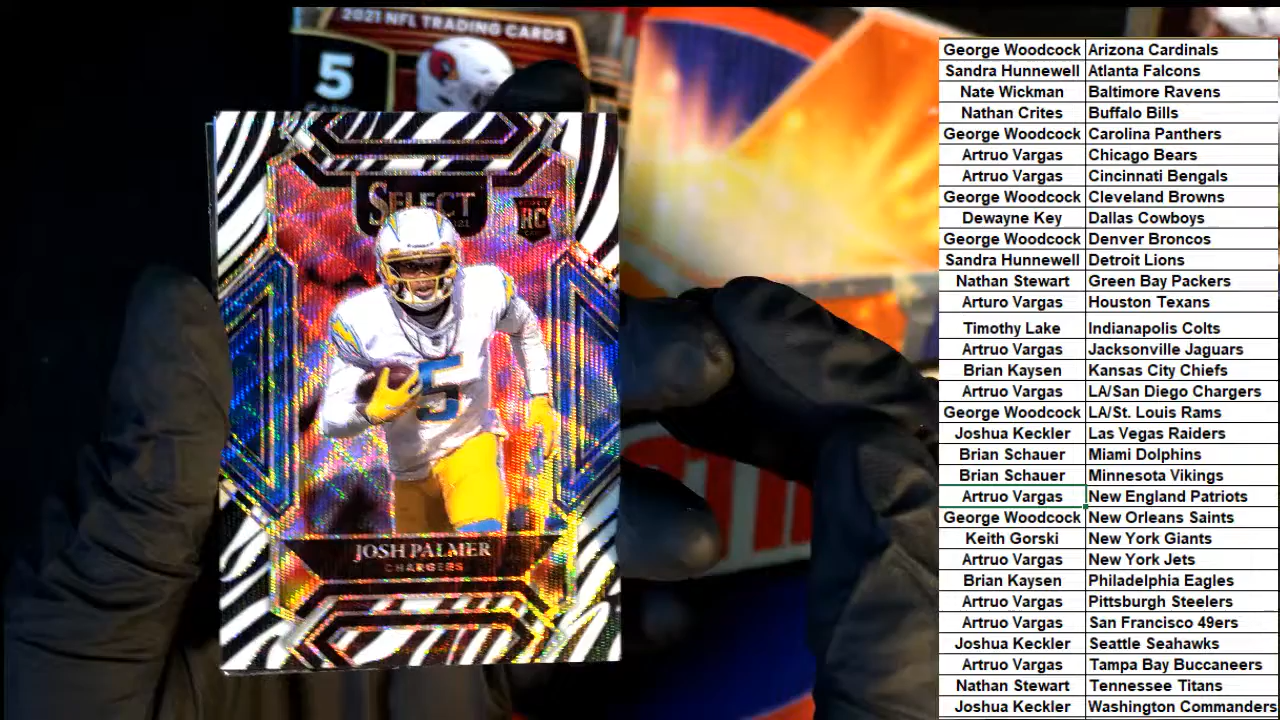 2021 NFL TRADING CARDS
5
SELECT
RC
5
JOSH PALMER
CHARGERS
George Woodcock Arizona Cardinals
Sandra Hunnewell Atlanta Falcons
Nate Wickman Baltimore Ravens
Nathan Crites Buffalo Bills
George Woodcock Carolina Panthers
Artruo Vargas Chicago Bears
Artruo Vargas Cincinnati Bengals
George Woodcock Cleveland Browns
Dewayne Key Dallas Cowboys
George Woodcock Denver Broncos
Sandra Hunnewell Detroit Lions
Nathan Stewart Green Bay Packers
Arturo Vargas Houston Texans
Timothy Lake Indianapolis Colts
Artruo Vargas Jacksonville Jaguars
Brian Kaysen Kansas City Chiefs
Artruo Vargas LA/San Diego Chargers
George Woodcock LA/St. Louis Rams
Joshua Keckler Las Vegas Raiders
Brian Schauer Miami Dolphins
Brian Schauer Minnesota Vikings
Artruo Vargas New England Patriots
George Woodcock New Orleans Saints
Keith Gorski New York Giants
Artruo Vargas New York Jets
Brian Kaysen Philadelphia Eagles
Artruo Vargas Pittsburgh Steelers
Artruo Vargas San Francisco 49ers
Joshua Keckler Seattle Seahawks
Artruo Vargas Tampa Bay Buccaneers
Nathan Stewart Tennessee Titans
Joshua Keckler Washington Commanders